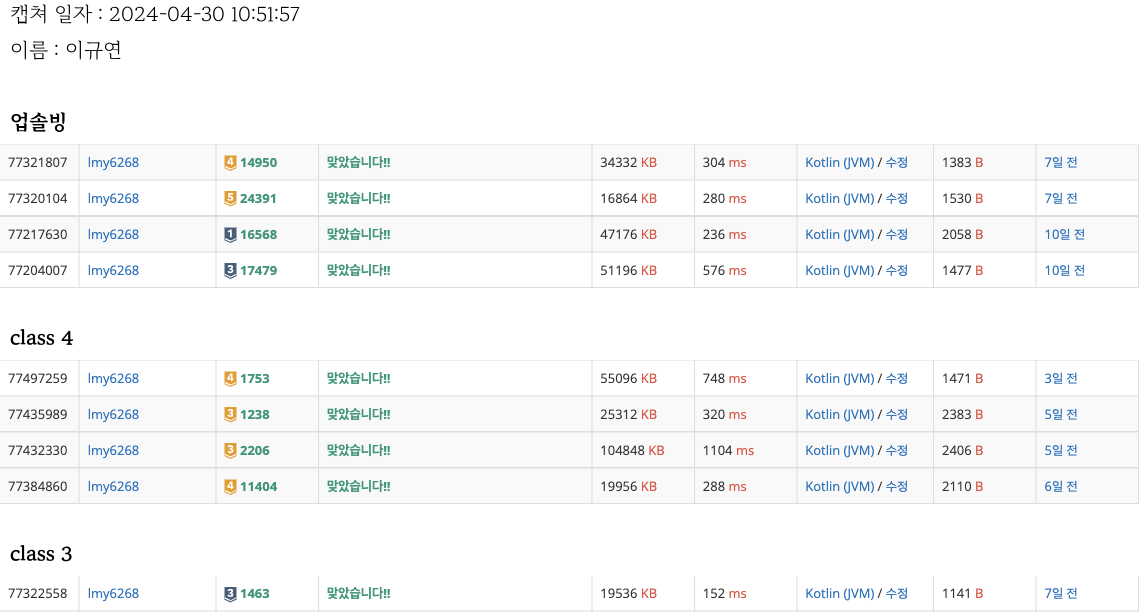 캡쳐 일자 : 2024-04-30 10:51:57
이름 : 이규연
업솔빙
77321807 lmy6268 4 14950 맞았습니다!! 34332 KB 304 ms Kotlin (JVM) / 수정 1383 B 7일 전
77320104 lmy6268 5 24391 맞았습니다!! 16864 KB 280 ms Kotlin (JVM) / 수정 1530 B 7일 전
77217630 lmy6268 1 16568 맞았습니다!! 47176 KB 236 ms Kotlin (JVM) / 수정 2058 B 10일 전
77204007 lmy6268 3 17479 맞았습니다!! 51196 KB 576 ms Kotlin (JVM) / 수정 1477 B 10일 전
class 4
77497259 lmy6268 4 1753 맞았습니다!! 55096 KB 748 ms Kotlin (JVM) / 수정 1471 B 3일 전
77435989 lmy6268 3 1238 맞았습니다!! 25312 KB 320 ms Kotlin (JVM) / 수정 2383 B 5일 전
77432330 lmy6268 3 2206 맞았습니다!! 104848 KB 1104 ms Kotlin (JVM) / 수정 2406 B 5일 전
77384860 lmy6268 4 11404 맞았습니다!! 19956 KB 288 ms Kotlin (JVM) / 수정 2110 B 6일 전
class 3
77322558 lmy6268 3 1463 맞았습니다!! 19536 KB 152 ms Kotlin (JVM) / 수정 1141 B 7일 전